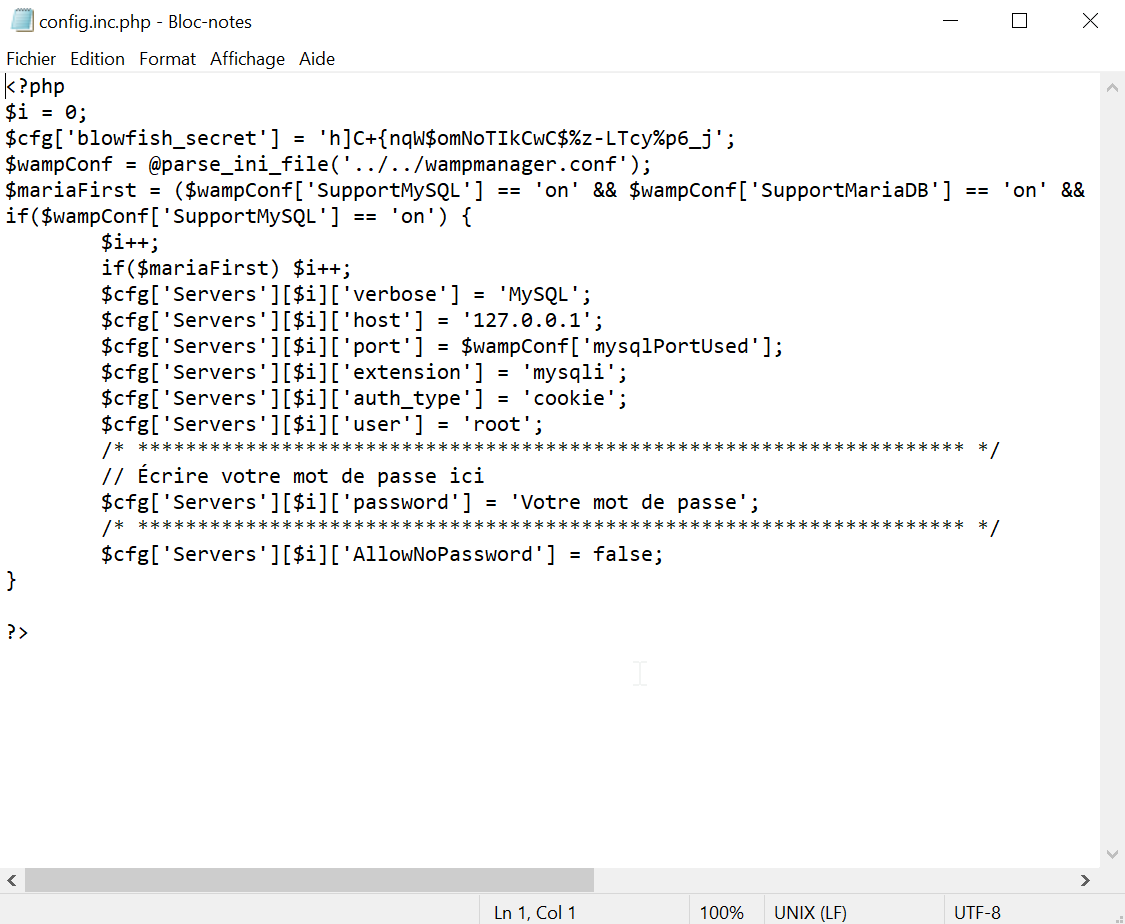 config.inc.php - Bloc-notes
Fichier Edition Format Affichage Aide
<?php
$i = 0;
$cfg['blowfish_secret'] = 'h]C+{nqW$omNoTIkCwC$%z-LTcy%p6_j';
$wampConf = @parse_ini_file('../../wampmanager.conf');
$mariaFirst = ($wampConf['SupportMySQL'] == 'on' && $wampConf['SupportMariaDB'] == 'on' &&
if($wampConf['SupportMySQL'] == 'on') {
        $i++;
        if($mariaFirst) $i++;
        $cfg['Servers'][$i]['verbose'] = 'MySQL';
        $cfg['Servers'][$i]['host'] = '127.0.0.1';
        $cfg['Servers'][$i]['port'] = $wampConf['mysqlPortUsed'];
        $cfg['Servers'][$i]['extension'] = 'mysqli';
        $cfg['Servers'][$i]['auth_type'] = 'cookie';
        $cfg['Servers'][$i]['user'] = 'root';
        /* ********************************************************************* */
        // Écrire votre mot de passe ici
        $cfg['Servers'][$i]['password'] = 'Votre mot de passe';
        /* ********************************************************************* */
        $cfg['Servers'][$i]['AllowNoPassword'] = false;
}
?>
Ln 1, Col 1 100% UNIX (LF) UTF-8